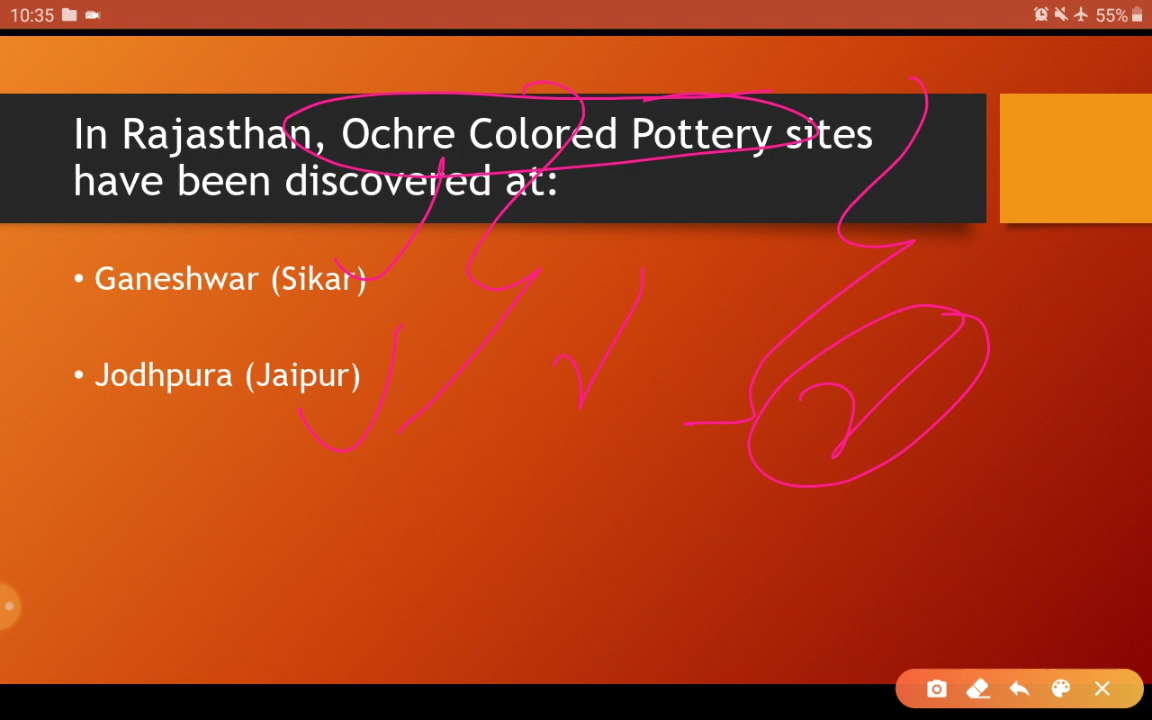 10:35
55%
In Rajasthan, Ochre Colored Pottery sites
have been discovered at:
• Ganeshwar (Sikar)
• Jodhpura (Jaipur)